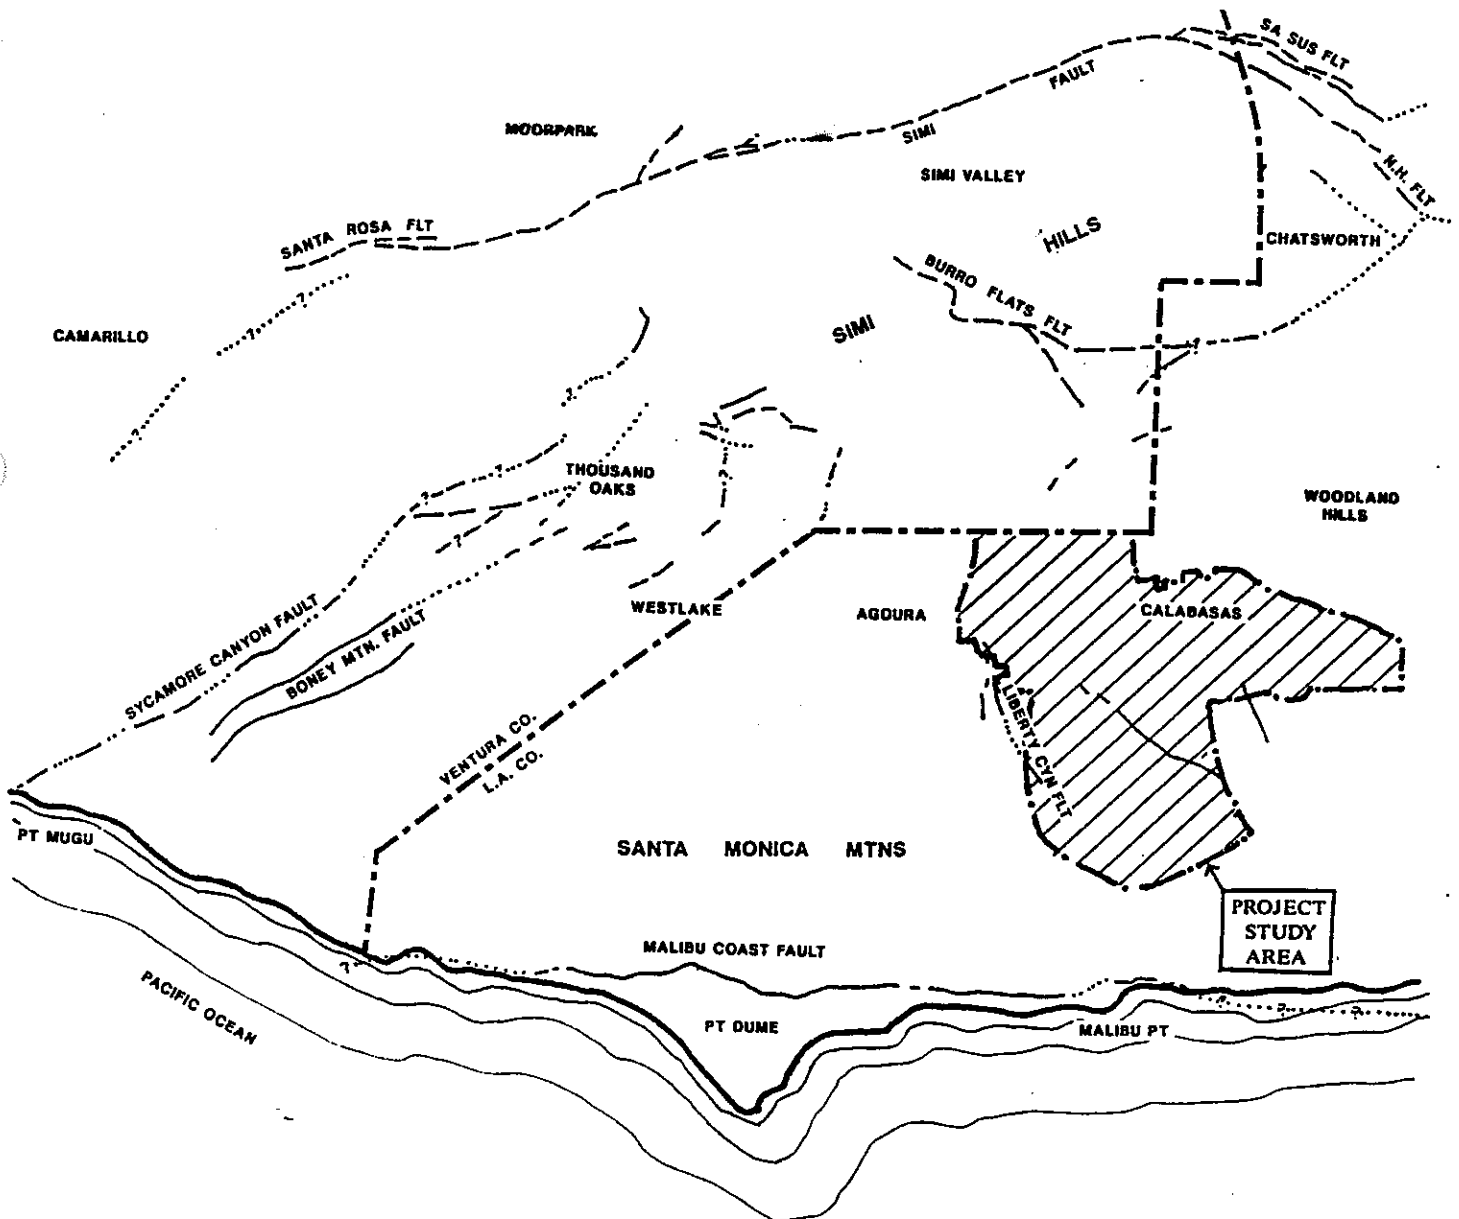 SA SUS FLT
FAULT
SIMI
MOORPARK
SIMI VALLEY
N.H. FLT
SANTA ROSA FLT
HILLS
CHATSWORTH
BURRO FLATS FLT
SIMI
CAMARILLO
?
?
?
?
?
?
?
?
?
THOUSAND
OAKS
WOODLAND
HILLS
WESTLAKE
AGOURA
CALABASAS
SYCAMORE CANYON FAULT
BONEY MTN. FAULT
LIBERTY CYN FLT
VENTURA CO.
L.A. CO.
PT MUGU
SANTA MONICA MTNS
PROJECT
STUDY
AREA
MALIBU COAST FAULT
?
PACIFIC OCEAN
PT DUME
MALIBU PT
?
?
?